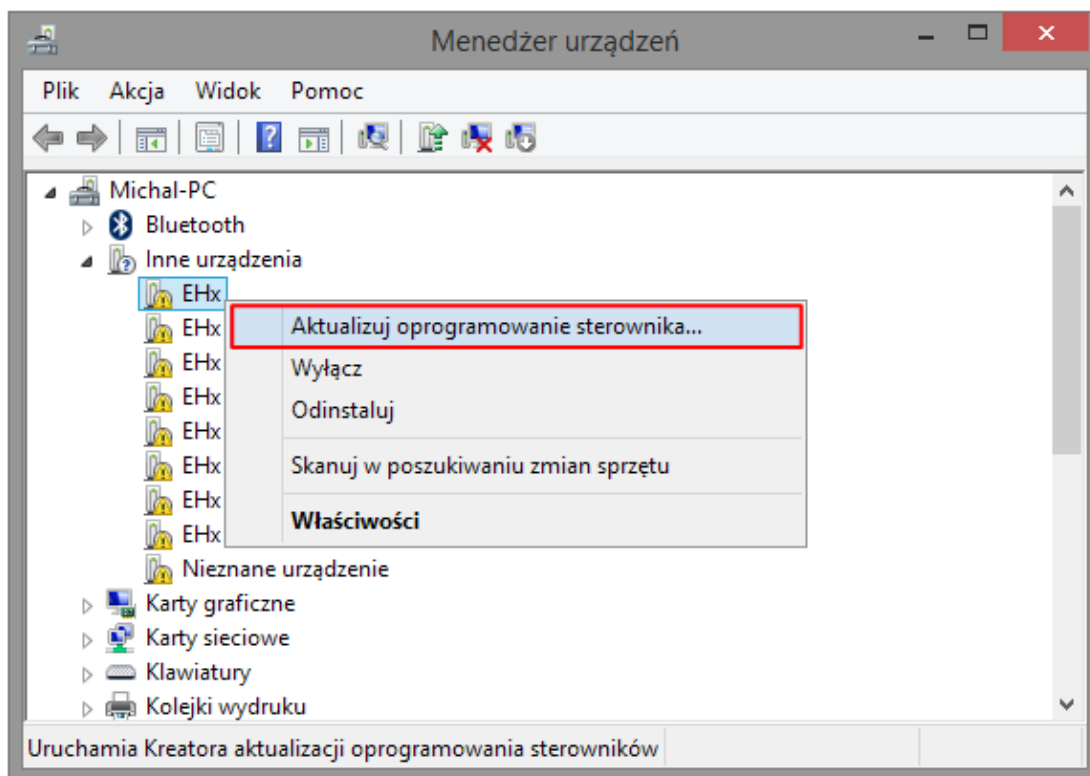 Menedżer urządzeń
Plik Akcja Widok Pomoc
Michal-PC
Bluetooth
Inne urządzenia
EHx
EHx
Aktualizuj oprogramowanie sterownika...
EHx
Wyłącz
EHx
Odinstaluj
EHx
EHx
Skanuj w poszukiwaniu zmian sprzętu
EHx
Właściwości
EHx
Nieznane urządzenie
Karty graficzne
Karty sieciowe
Klawiatury
Kolejki wydruku
Uruchamia Kreatora aktualizacji oprogramowania sterowników